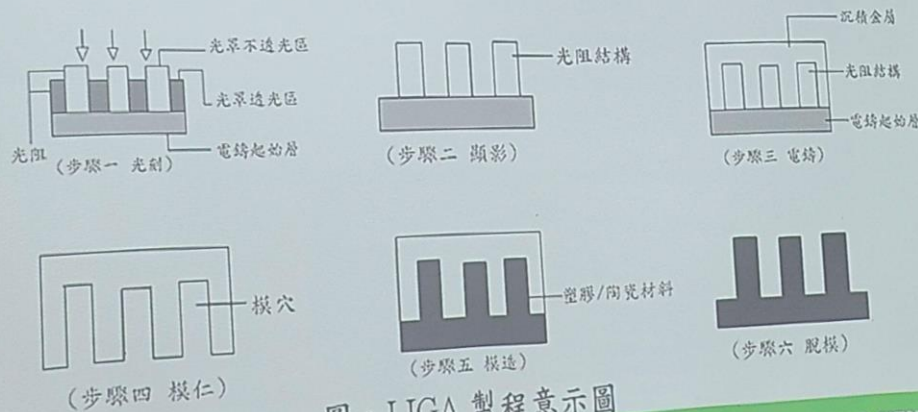 光罩不透光區
光罩透光區
光阻
電鑄起始層
(步驟一 光刻)
光阻結構
(步驟二 顯影)
沉積金屬
光阻結構
電鑄起始層
(步驟三 電鑄)
模穴
(步驟四 模仁)
塑膠/陶瓷材料
(步驟五 模造)
(步驟六 脫模)
圖 LIGA 製程意示圖